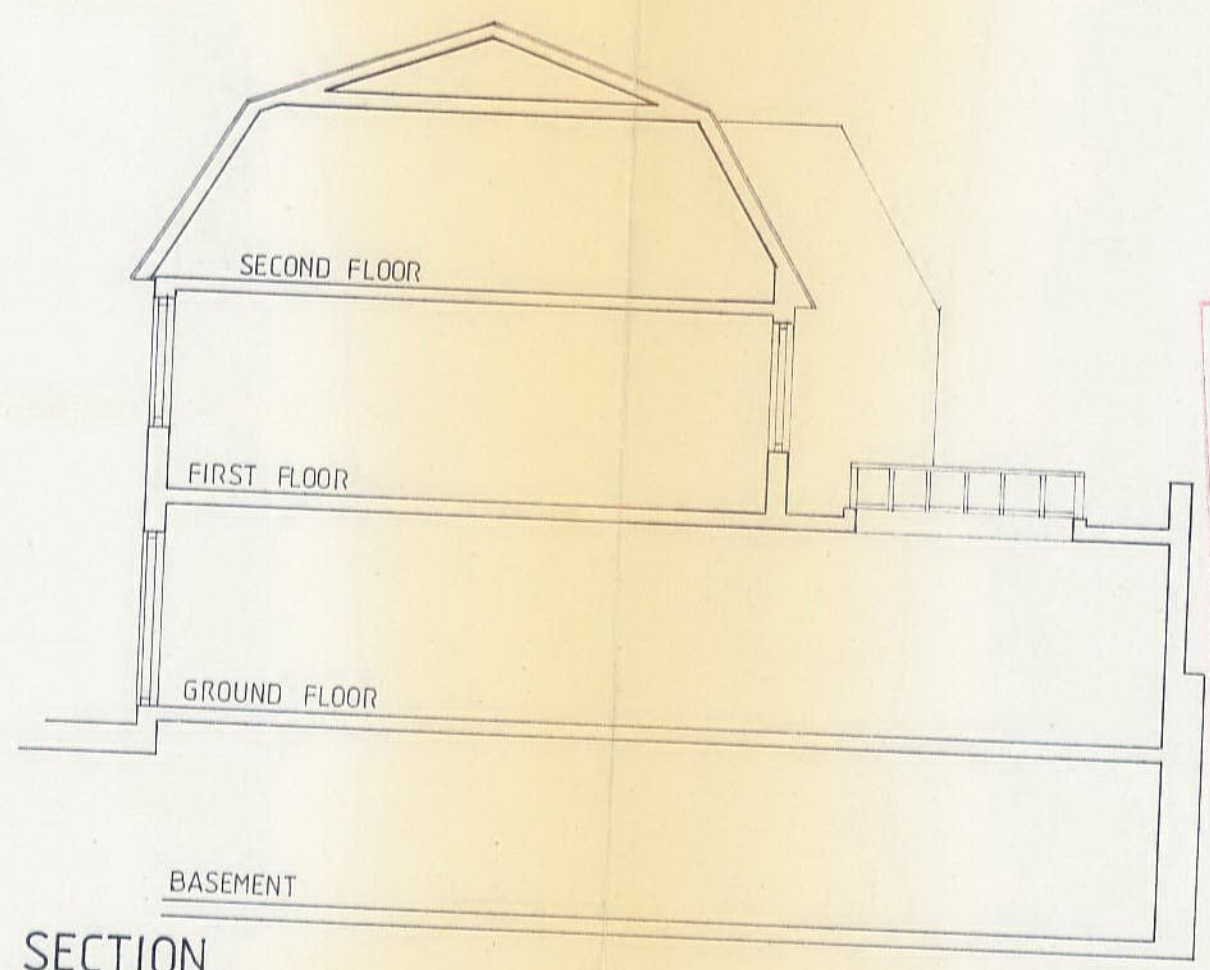 SECOND FLOOR
FIRST FLOOR
GROUND FLOOR
BASEMENT
SECTION